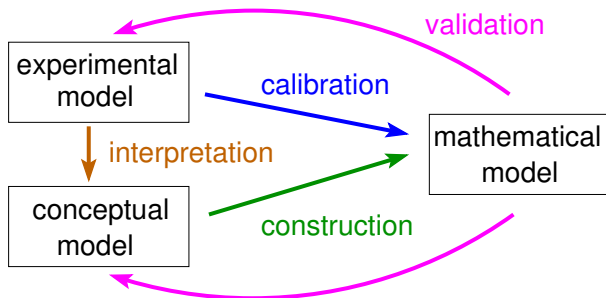 validation
experimental
model
calibration
mathematical
model
interpretation
conceptual
model
construction